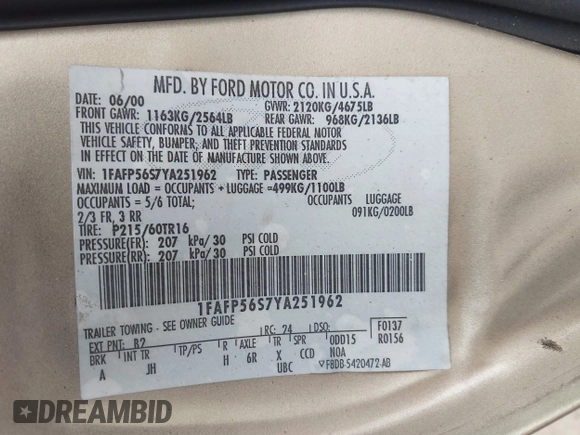 MFD. BY FORD MOTOR CO. IN U.S.A.
DATE: 06/00 GVWR: 2120KG/4675LB
FRONT GAWR: 1163KG/2564LB REAR GAWR: 968KG/2136LB
THIS VEHICLE CONFORMS TO ALL APPLICABLE FEDERAL MOTOR
VEHICLE SAFETY, BUMPER, AND THEFT PREVENTION STANDARDS
IN EFFECT ON THE DATE OF MANUFACTURE SHOWN ABOVE.
VIN: 1FAFP56S7YA251962 TYPE: PASSENGER
MAXIMUM LOAD = OCCUPANTS + LUGGAGE =499KG/1100LB
OCCUPANTS = 5/6 TOTAL; OCCUPANTS LUGGAGE
2/3 FR, 3 RR 091KG/0200LB
TIRE: P215/60TR16
PRESSURE(FR): 207 kPa/ 30 PSI COLD
PRESSURE(RR): 207 kPa/ 30 PSI COLD
1FAFP56S7YA251962
TRAILER TOWING - SEE OWNER GUIDE
EXT PNT: B2 RC: 24 DSO: F0137
BRK INT TR TP/PS R AXLE TR SPR 0DD15 R0156
A JH H 6R X CCD N0A
UBC F8DB-5420472-AB
DREAMBID